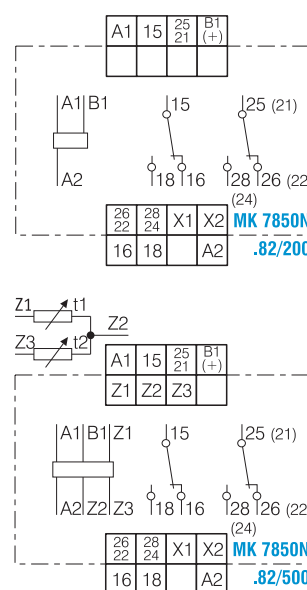 A1 15 25 21 B1 (+)
A1 B1 15 25 (21)
A2 18 16 28 26 (22
(24)
26 22 28 24 X1 X2 MK 7850N
16 18 A2 .82/200
Z1 t1
Z2
Z3 t2
A1 15 25 21 B1 (+)
Z1 Z2 Z3
A1 B1 Z1 15 25 (21)
A2 Z2 Z3 18 16 28 26 (22
(24)
26 22 28 24 X1 X2 MK 7850N
16 18 A2 .82/500